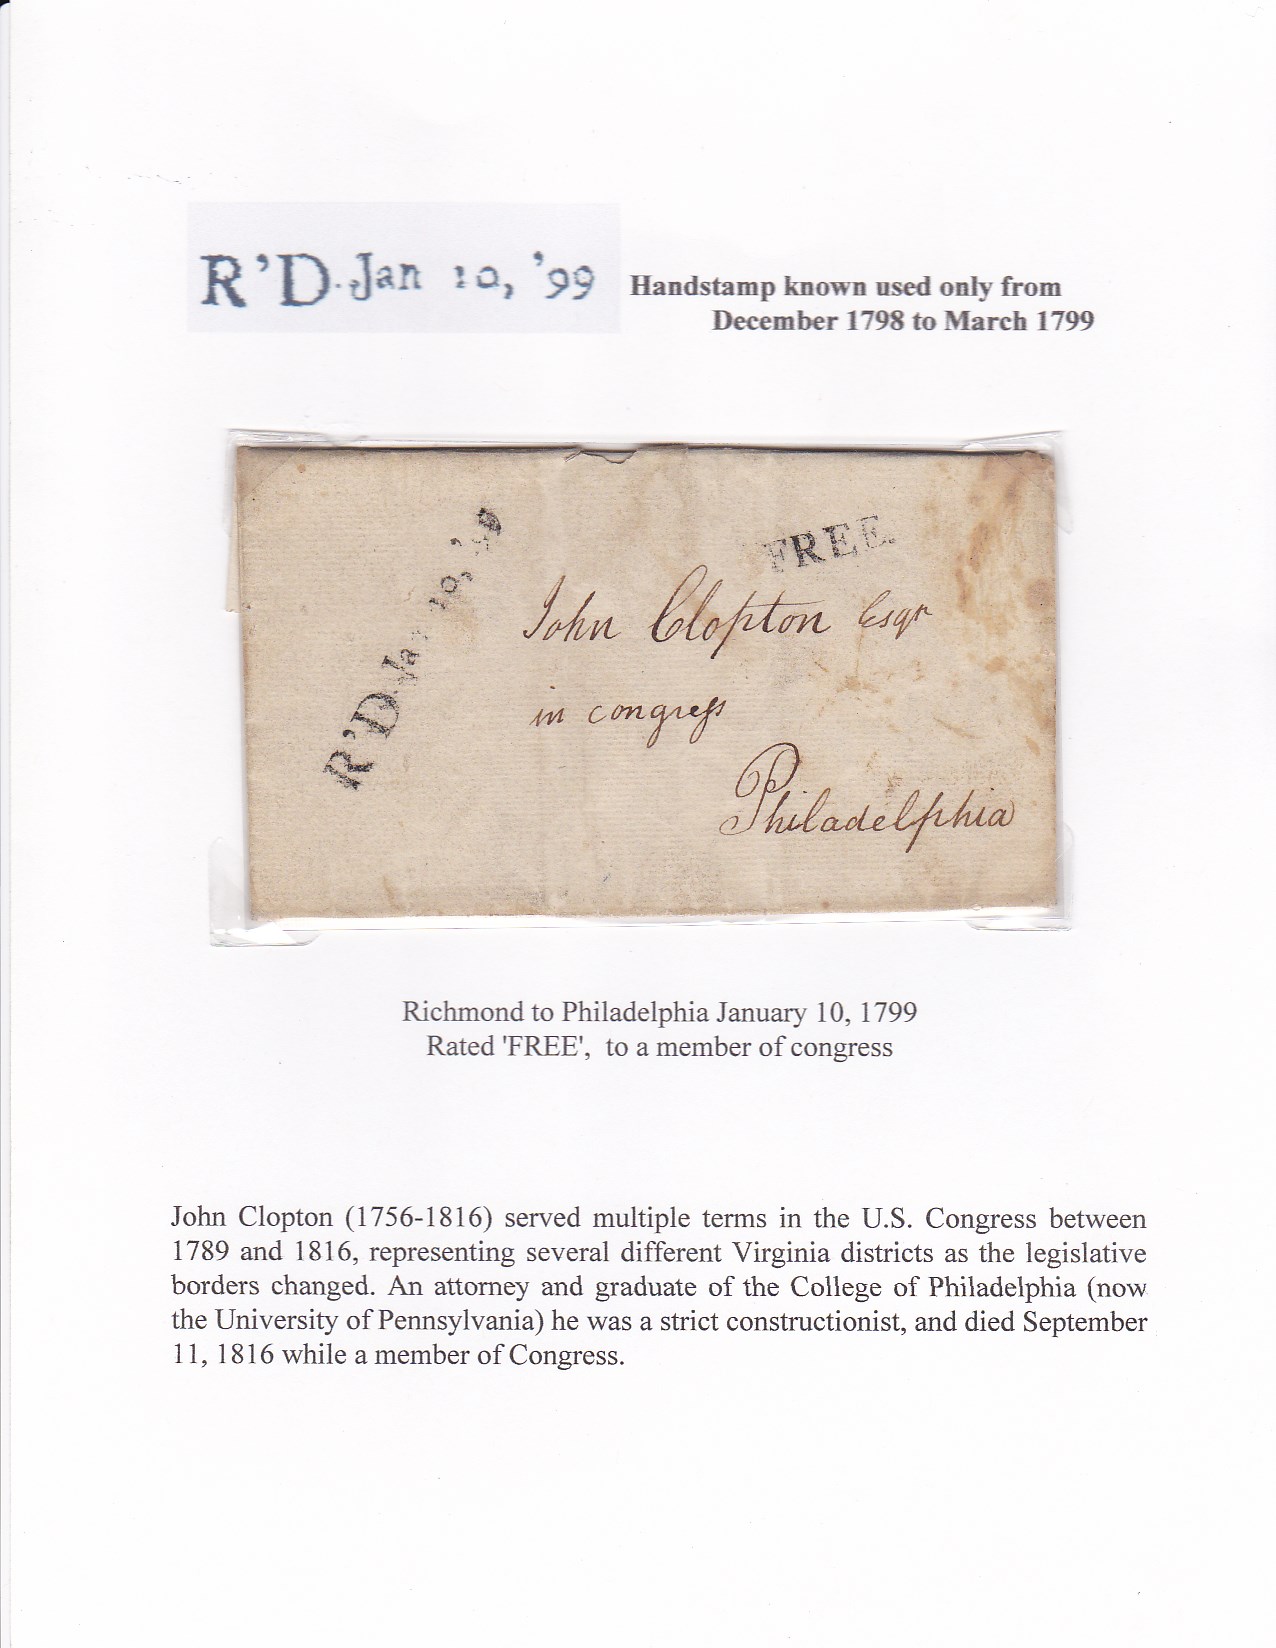 R'D. Jan 10, '99
Handstamp known used only from
December 1798 to March 1799
R'D. Jan 10, '99
FREE.
John Clopton Esqr
in congreſs
Philadelphia
Richmond to Philadelphia January 10, 1799
Rated 'FREE', to a member of congress
John Clopton (1756-1816) served multiple terms in the U.S. Congress between
1789 and 1816, representing several different Virginia districts as the legislative
borders changed. An attorney and graduate of the College of Philadelphia (now
the University of Pennsylvania) he was a strict constructionist, and died September
11, 1816 while a member of Congress.